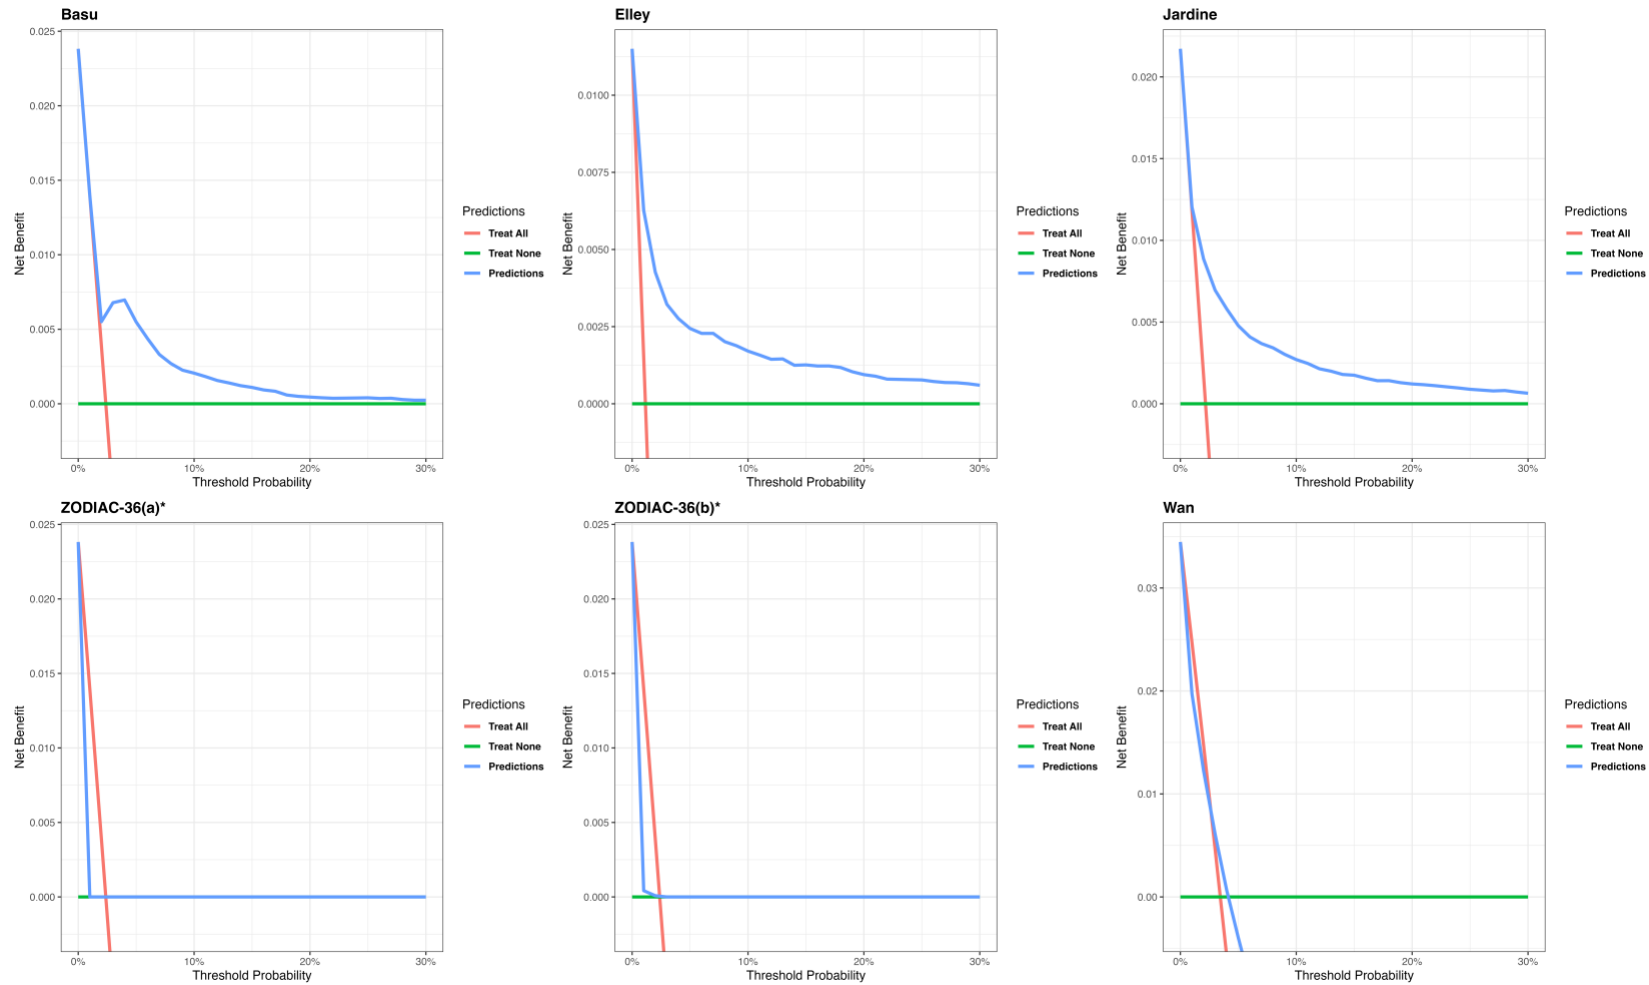 Basu
0.025
0.020
0.015
0.010
0.005
0.000
Net Benefit
0%
10%
20%
30%
Threshold Probability
Predictions
Treat All
Treat None
Predictions
Elley
0.0100
0.0075
0.0050
0.0025
0.0000
Net Benefit
0%
10%
20%
30%
Threshold Probability
Predictions
Treat All
Treat None
Predictions
Jardine
0.020
0.015
0.010
0.005
0.000
Net Benefit
0%
10%
20%
30%
Threshold Probability
Predictions
Treat All
Treat None
Predictions
ZODIAC-36(a)*
0.025
0.020
0.015
0.010
0.005
0.000
Net Benefit
0%
10%
20%
30%
Threshold Probability
Predictions
Treat All
Treat None
Predictions
ZODIAC-36(b)*
0.025
0.020
0.015
0.010
0.005
0.000
Net Benefit
0%
10%
20%
30%
Threshold Probability
Predictions
Treat All
Treat None
Predictions
Wan
0.03
0.02
0.01
0.00
Net Benefit
0%
10%
20%
30%
Threshold Probability
Predictions
Treat All
Treat None
Predictions